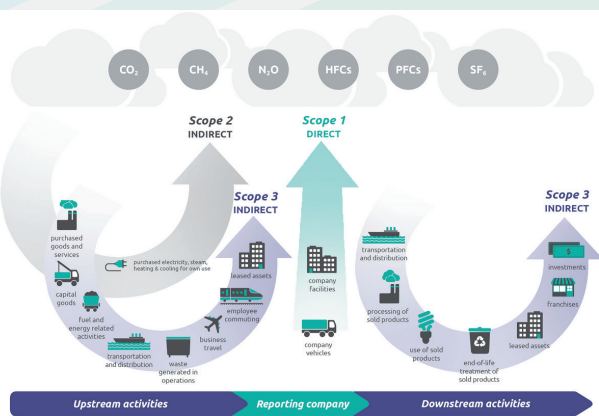 CO₂
CH₄
N₂O
HFCs
PFCs
SF₆
Scope 2
INDIRECT
Scope 1
DIRECT
Scope 3
INDIRECT
Scope 3
INDIRECT
purchased
goods and
services
capital
goods
fuel and
energy related
activities
transportation
and distribution
waste
generated in
operations
business
travel
employee
commuting
leased assets
purchased electricity, steam,
heating & cooling for own use
company
facilities
company
vehicles
transportation
and distribution
processing of
sold products
use of sold
products
end-of-life
treatment of
sold products
leased assets
franchises
investments
$
Upstream activities
Reporting company
Downstream activities